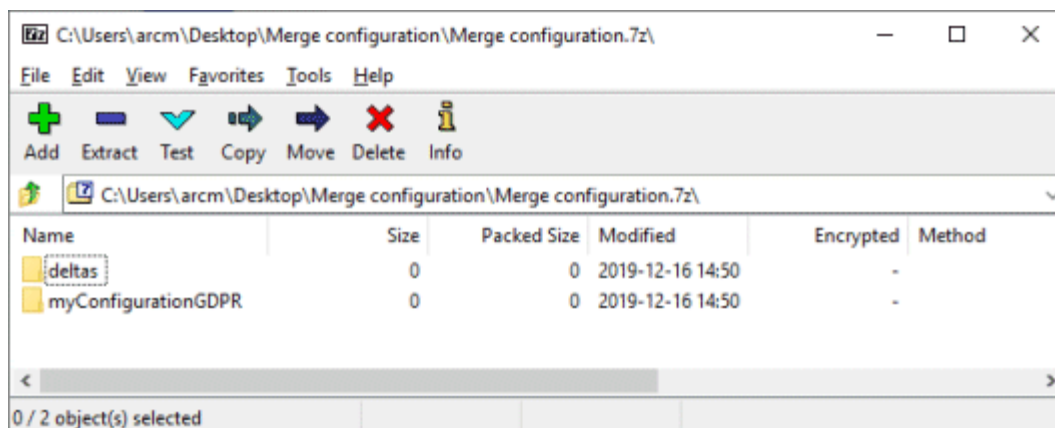 C:\Users\arcm\Desktop\Merge configuration\Merge configuration.7z\
File Edit View Favorites Tools Help
Add Extract Test Copy Move Delete Info
C:\Users\arcm\Desktop\Merge configuration\Merge configuration.7z\
Name Size Packed Size Modified Encrypted Method
deltas 0 0 2019-12-16 14:50 -
myConfigurationGDPR 0 0 2019-12-16 14:50 -
0 / 2 object(s) selected